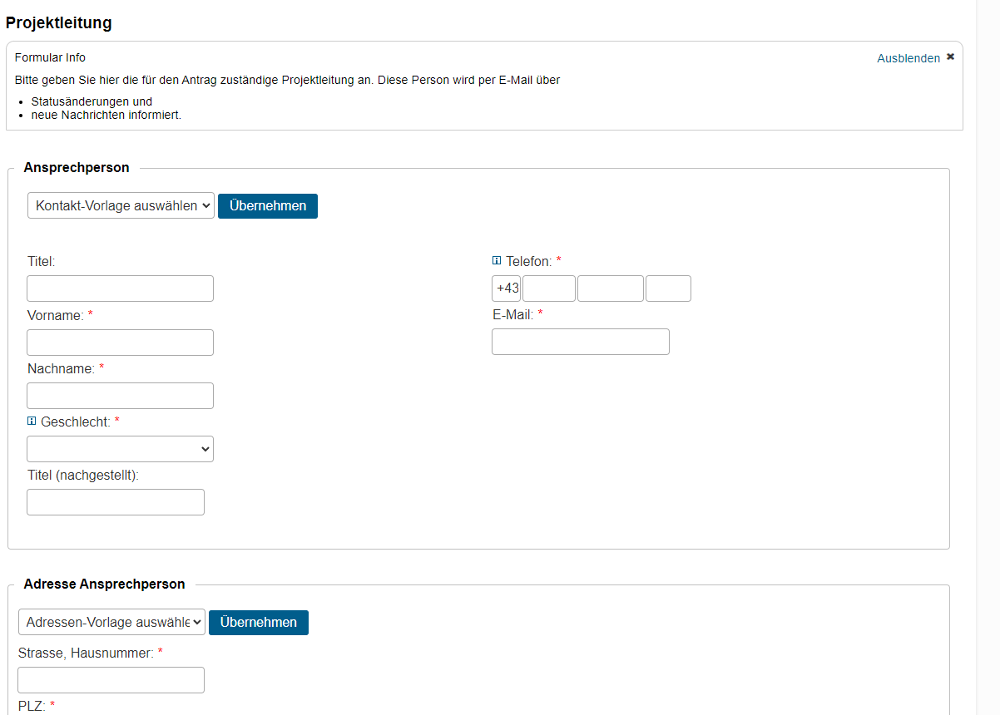 Projektleitung
Formular Info
Ausblenden ✖
Bitte geben Sie hier die für den Antrag zuständige Projektleitung an. Diese Person wird per E-Mail über
• Statusänderungen und
• neue Nachrichten informiert.
Ansprechperson
Kontakt-Vorlage auswählen
Übernehmen
Titel:
Vorname: *
Nachname: *
Geschlecht: *
Titel (nachgestellt):
Telefon: *
+43
E-Mail: *
Adresse Ansprechperson
Adressen-Vorlage auswähle
Übernehmen
Strasse, Hausnummer: *
PLZ: *